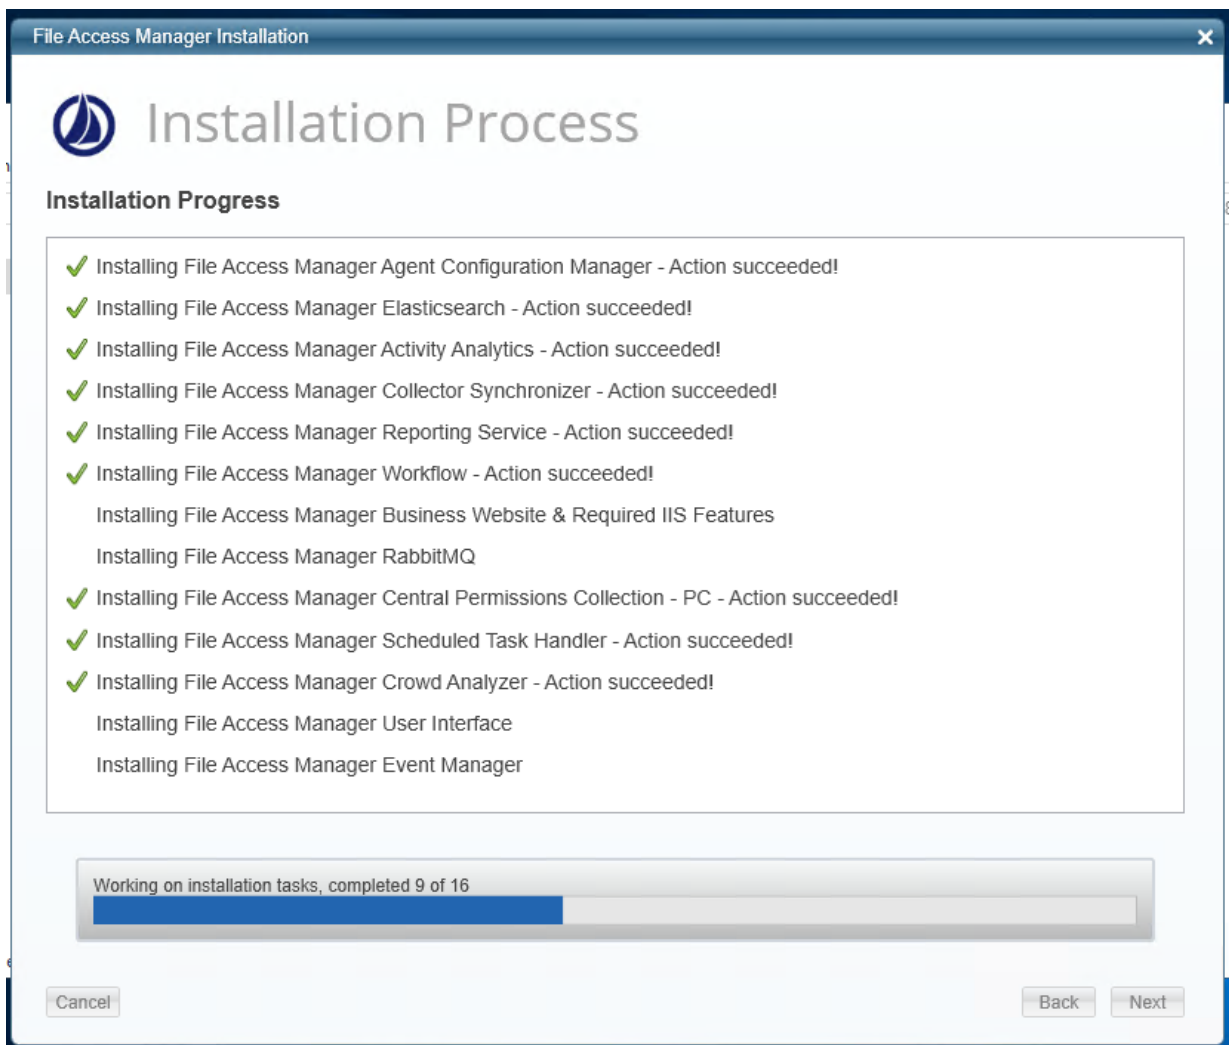 File Access Manager Installation
Installation Process
Installation Progress
Installing File Access Manager Agent Configuration Manager - Action succeeded!
Installing File Access Manager Elasticsearch - Action succeeded!
Installing File Access Manager Activity Analytics - Action succeeded!
Installing File Access Manager Collector Synchronizer - Action succeeded!
Installing File Access Manager Reporting Service - Action succeeded!
Installing File Access Manager Workflow - Action succeeded!
Installing File Access Manager Business Website & Required IIS Features
Installing File Access Manager RabbitMQ
Installing File Access Manager Central Permissions Collection - PC - Action succeeded!
Installing File Access Manager Scheduled Task Handler - Action succeeded!
Installing File Access Manager Crowd Analyzer - Action succeeded!
Installing File Access Manager User Interface
Installing File Access Manager Event Manager
Working on installation tasks, completed 9 of 16
Cancel
Back
Next